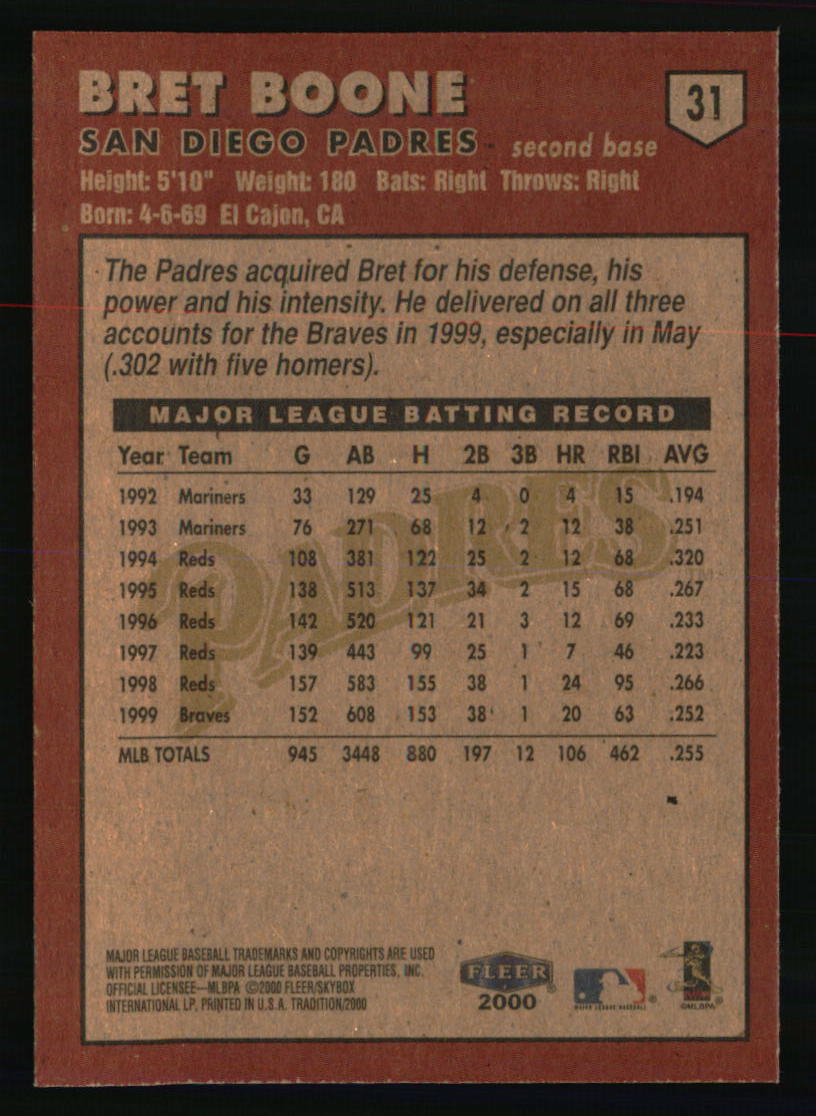 BRET BOONE
31
SAN DIEGO PADRES second base
Height: 5'10" Weight: 180 Bats: Right Throws: Right
Born: 4-6-69 El Cajon, CA
The Padres acquired Bret for his defense, his
power and his intensity. He delivered on all three
accounts for the Braves in 1999, especially in May
(.302 with five homers).
MAJOR LEAGUE BATTING RECORD
Year Team G AB H 2B 3B HR RBI AVG
1992 Mariners 33 129 25 4 0 4 15 .194
1993 Mariners 76 271 68 12 2 12 38 .251
1994 Reds 108 381 122 25 2 12 68 .320
1995 Reds 138 513 137 34 2 15 68 .267
1996 Reds 142 520 121 21 3 12 69 .233
1997 Reds 139 443 99 25 1 7 46 .223
1998 Reds 157 583 155 38 1 24 95 .266
1999 Braves 152 608 153 38 1 20 63 .252
MLB TOTALS 945 3448 880 197 12 106 462 .255
PADRES
MAJOR LEAGUE BASEBALL TRADEMARKS AND COPYRIGHTS ARE USED
WITH PERMISSION OF MAJOR LEAGUE BASEBALL PROPERTIES, INC.
OFFICIAL LICENSEE—MLBPA ©2000 FLEER/SKYBOX
INTERNATIONAL LP, PRINTED IN U.S.A. TRADITION/2000
FLEER
2000
MAJOR LEAGUE BASEBALL
©MLBPA